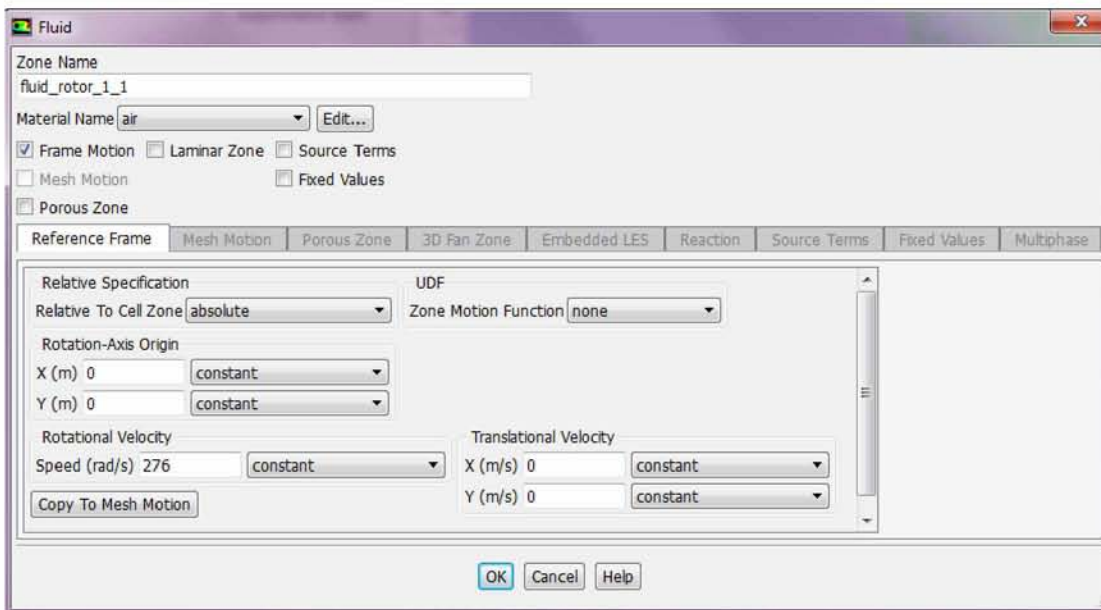 Fluid
Zone Name
fluid_rotor_1_1
Material Name air Edit...
Frame Motion Laminar Zone Source Terms
Mesh Motion Fixed Values
Porous Zone
Reference Frame Mesh Motion Porous Zone 3D Fan Zone Embedded LES Reaction Source Terms Fixed Values Multiphase
Relative Specification UDF
Relative To Cell Zone absolute Zone Motion Function none
Rotation-Axis Origin
X (m) 0 constant
Y (m) 0 constant
Rotational Velocity Translational Velocity
Speed (rad/s) 276 constant X (m/s) 0 constant
Copy To Mesh Motion Y (m/s) 0 constant
OK Cancel Help